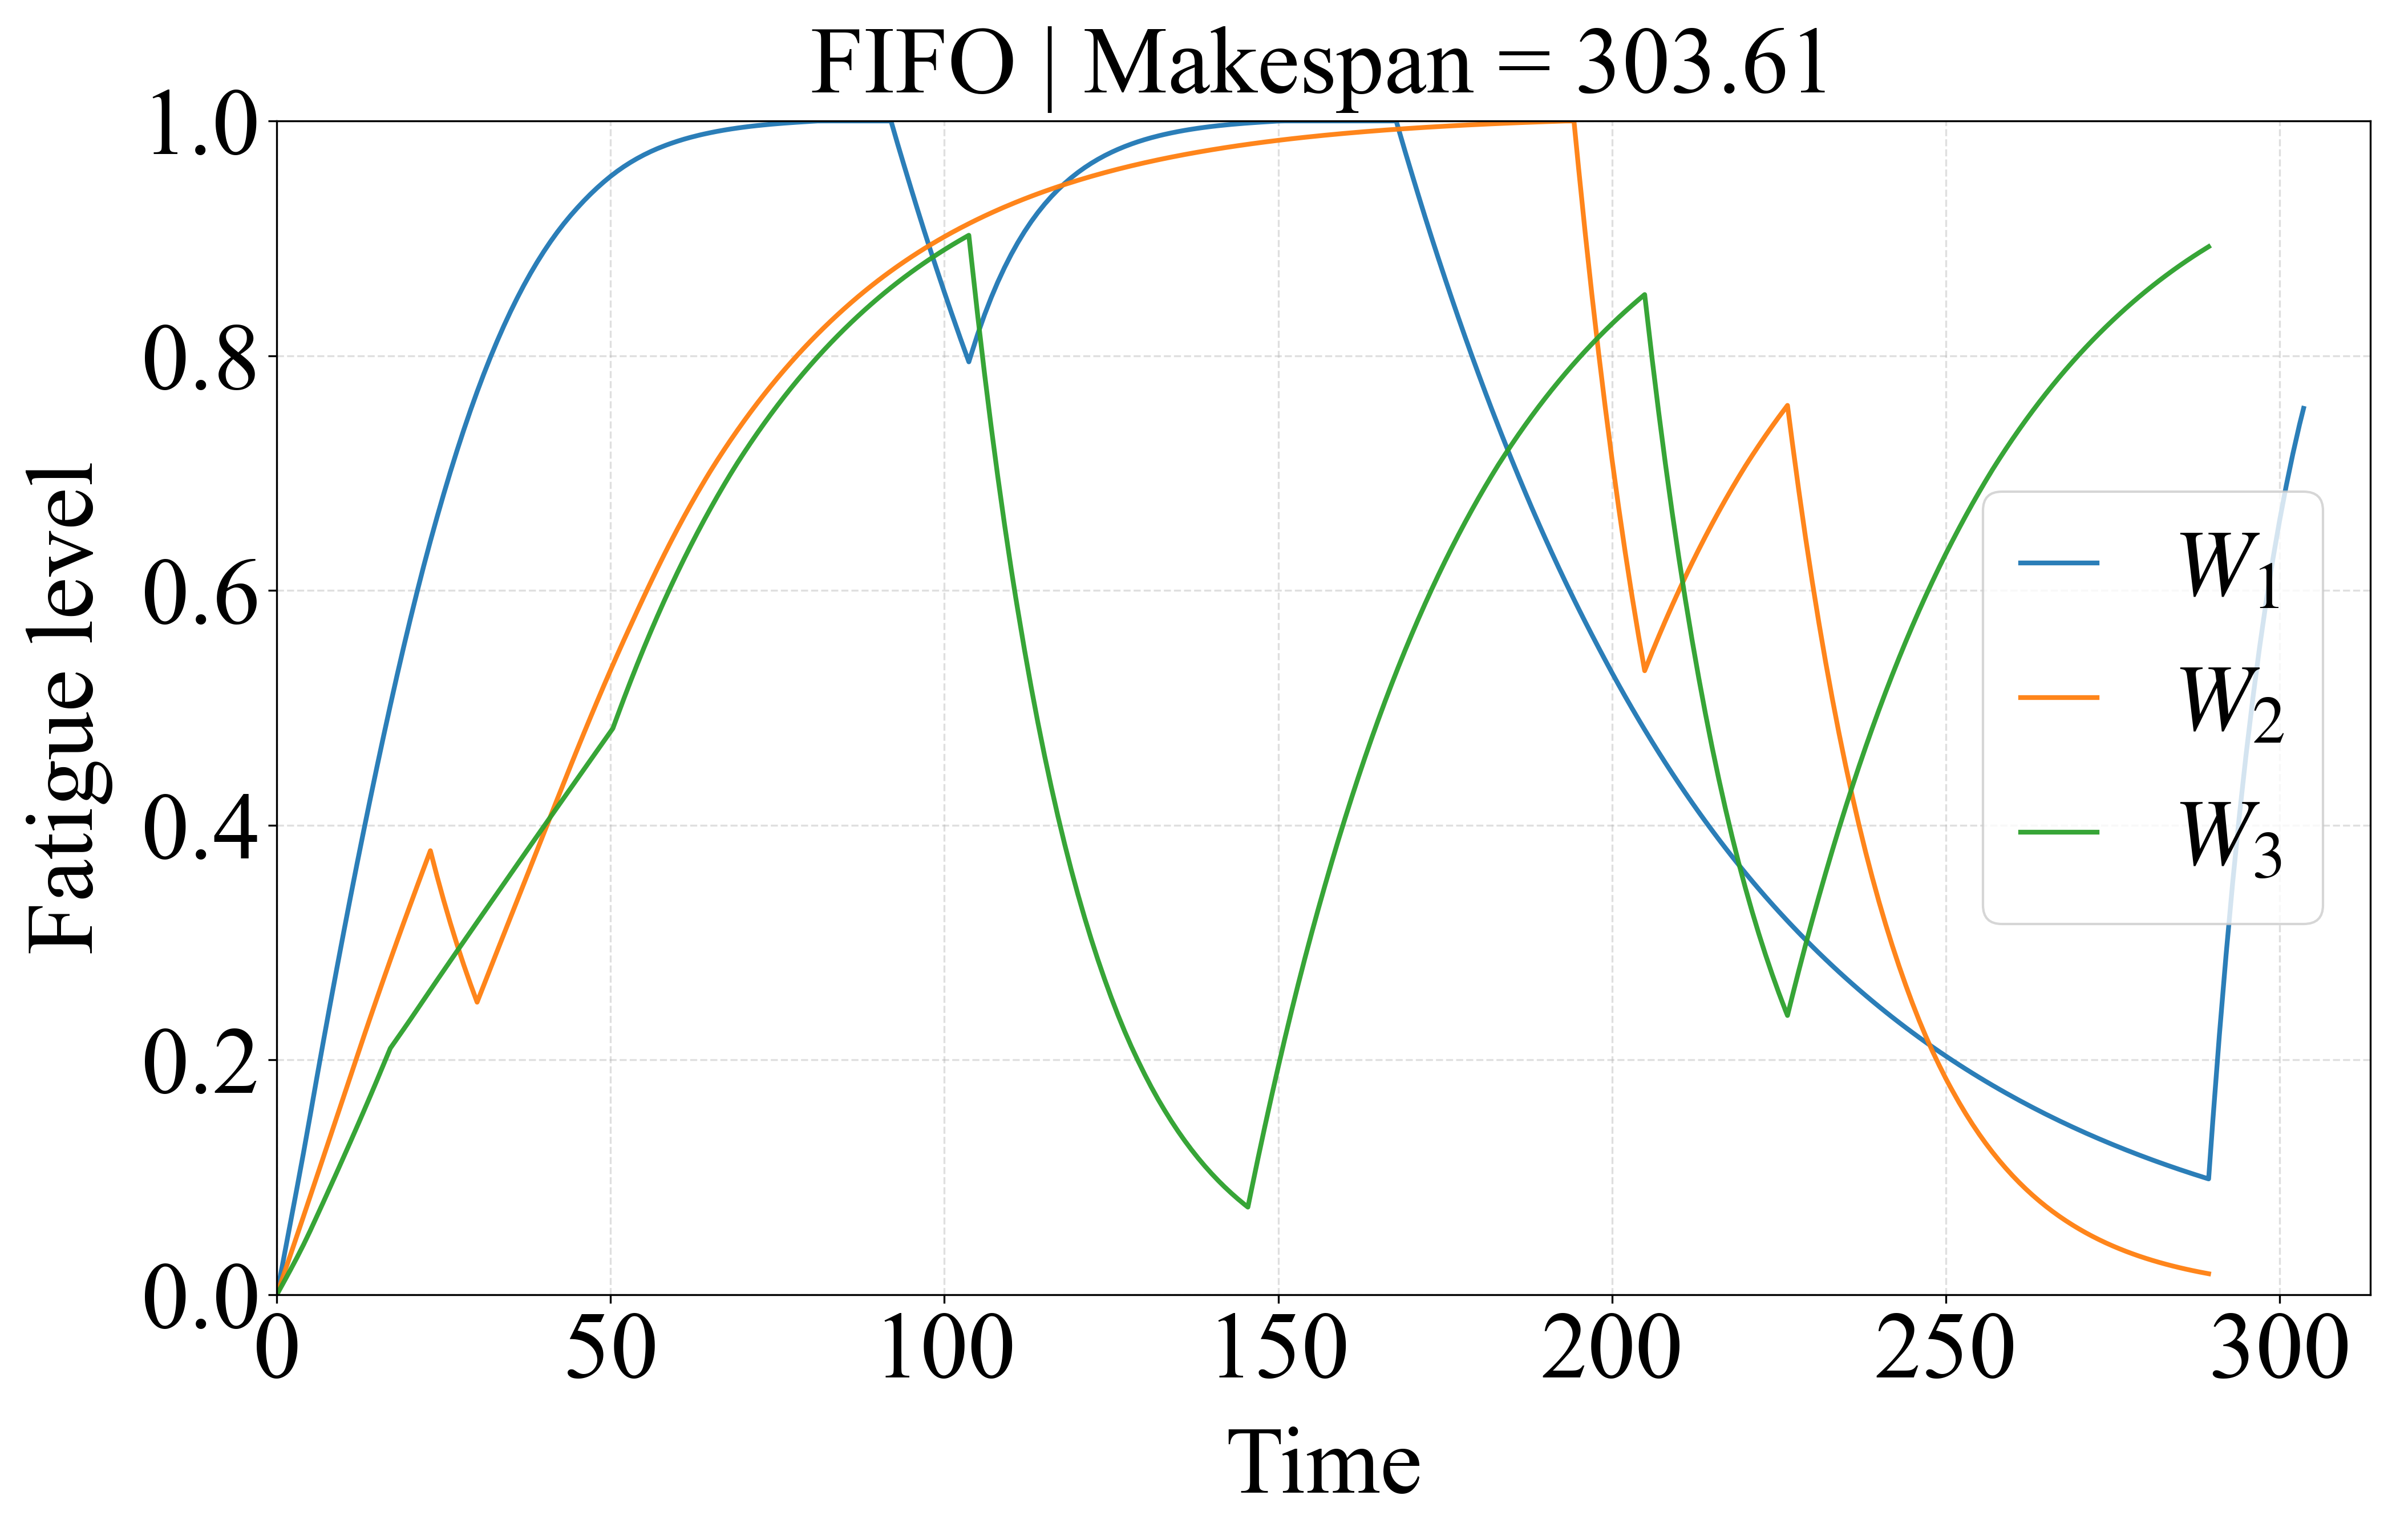 FIFO | Makespan = 303.61
Fatigue level
1.0
0.8
0.6
0.4
0.2
0.0
0 50 100 150 200 250 300
Time
W₁
W₂
W₃